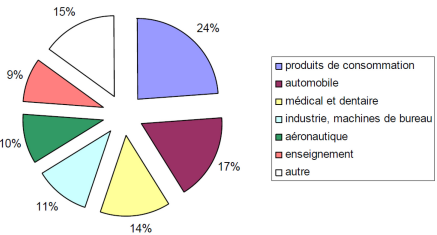 15%
24%
9%
10%
17%
11%
14%
produits de consommation
automobile
médical et dentaire
industrie, machines de bureau
aéronautique
enseignement
autre